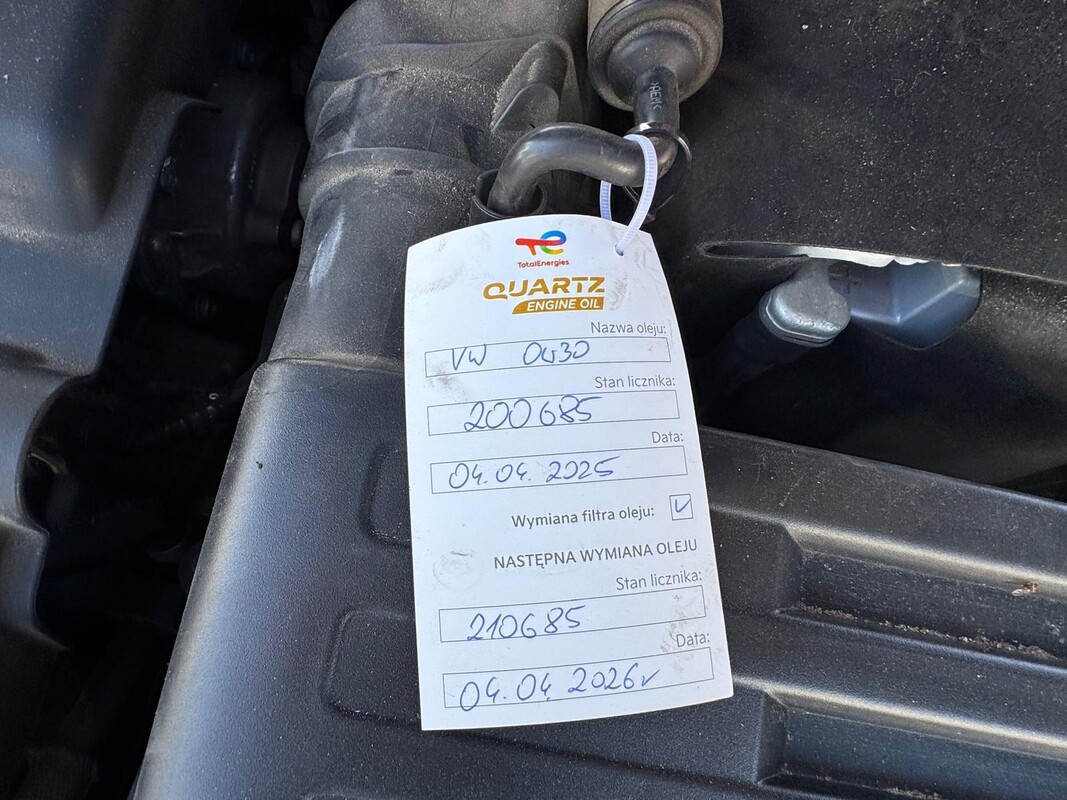 TotalEnergies
QUARTZ
ENGINE OIL
Nazwa oleju:
VW 0W30
Stan licznika:
200685
Data:
04.04.2025
Wymiana filtra oleju:
NASTĘPNA WYMIANA OLEJU
Stan licznika:
210685
Data:
04.04.2026r